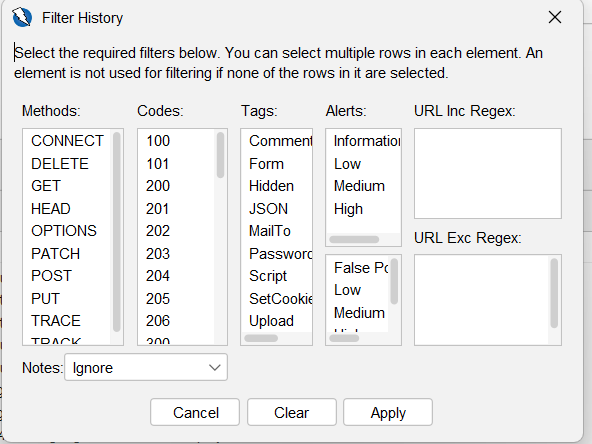 Filter History
Select the required filters below. You can select multiple rows in each element. An
element is not used for filtering if none of the rows in it are selected.
Methods:
CONNECT
DELETE
GET
HEAD
OPTIONS
PATCH
POST
PUT
TRACE
TRACK
Codes:
100
101
200
201
202
203
204
205
206
300
Tags:
Comment
Form
Hidden
JSON
MailTo
Password
Script
SetCookie
Upload
Alerts:
Information
Low
Medium
High
False Po
Low
Medium
High
URL Inc Regex:
URL Exc Regex:
Notes: Ignore
Cancel Clear Apply